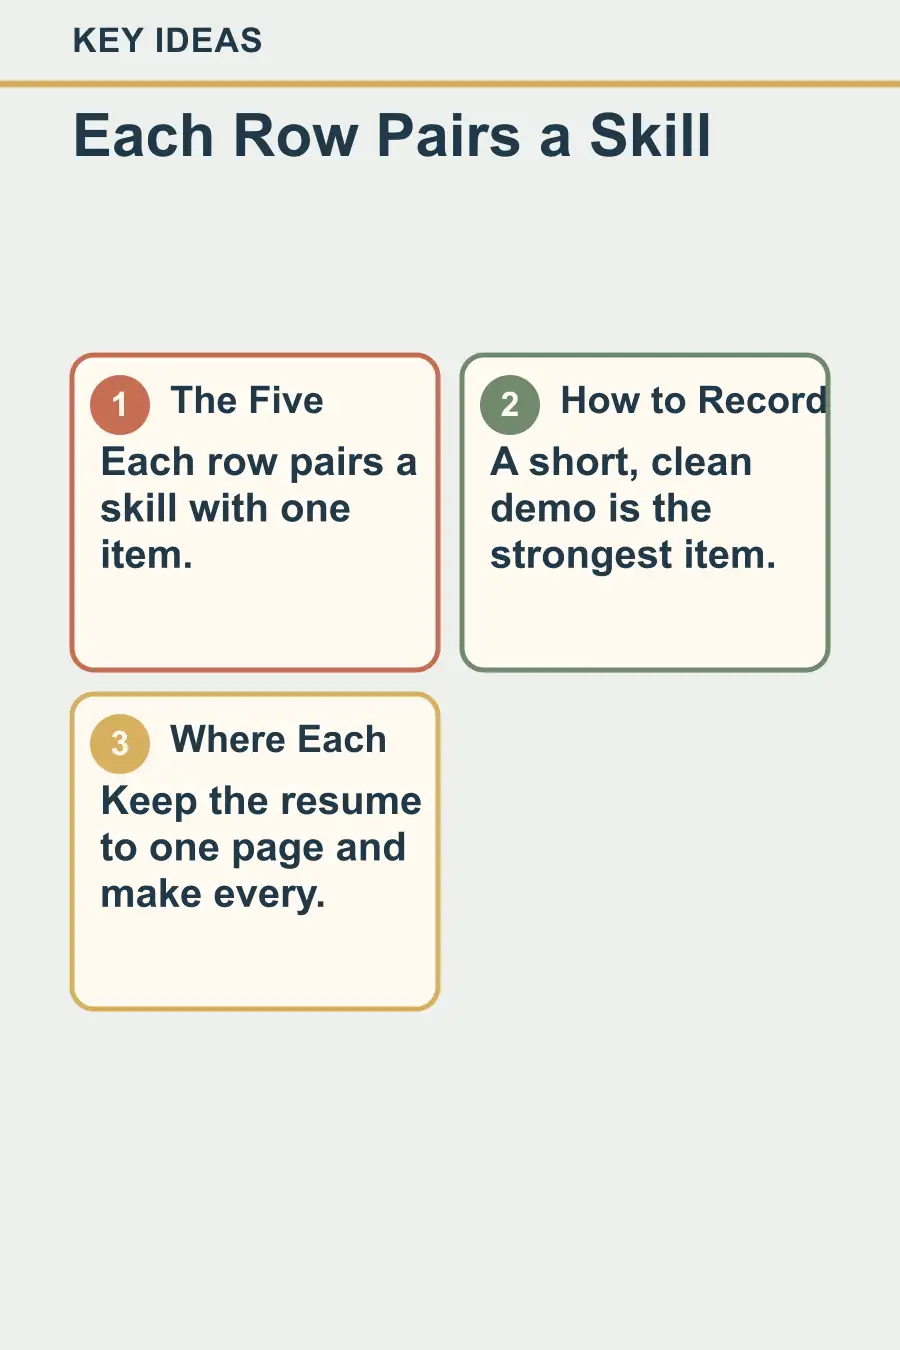 KEY IDEAS
Each Row Pairs a Skill
1 The Five
Each row pairs a
skill with one
item.
2 How to Record
A short, clean
demo is the
strongest item.
3 Where Each
Keep the resume
to one page and
make every.